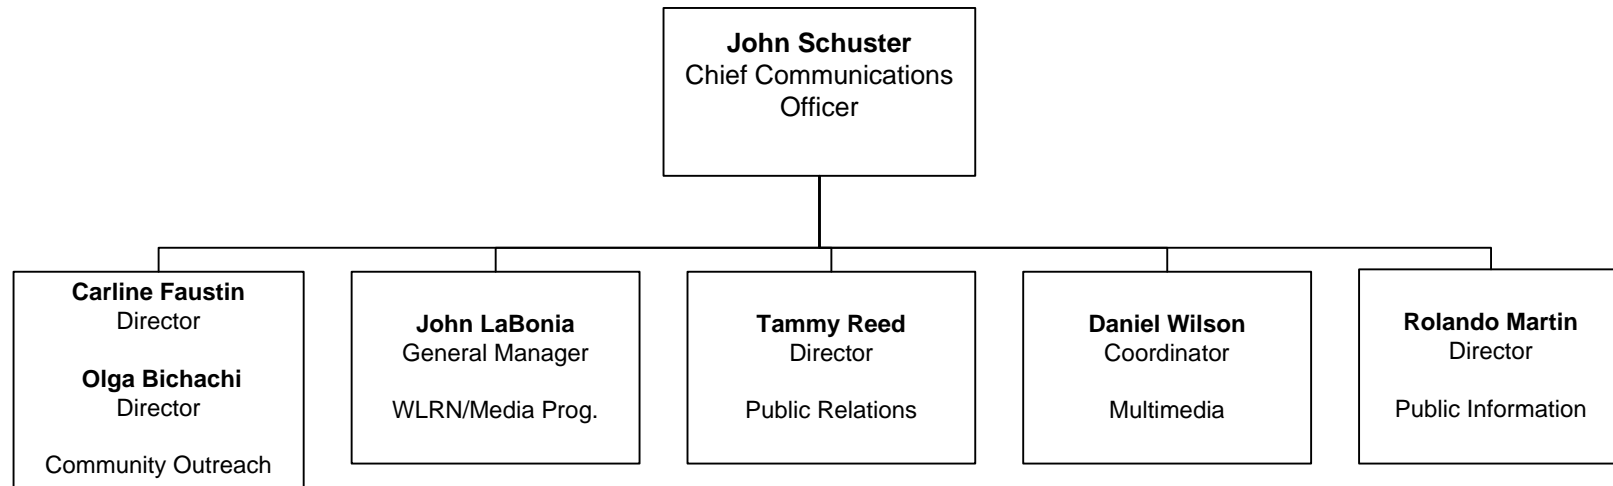 John Schuster
Chief Communications
Officer
Carline Faustin
Director
Olga Bichachi
Director
Community Outreach
John LaBonia
General Manager
WLRN/Media Prog.
Tammy Reed
Director
Public Relations
Daniel Wilson
Coordinator
Multimedia
Rolando Martin
Director
Public Information